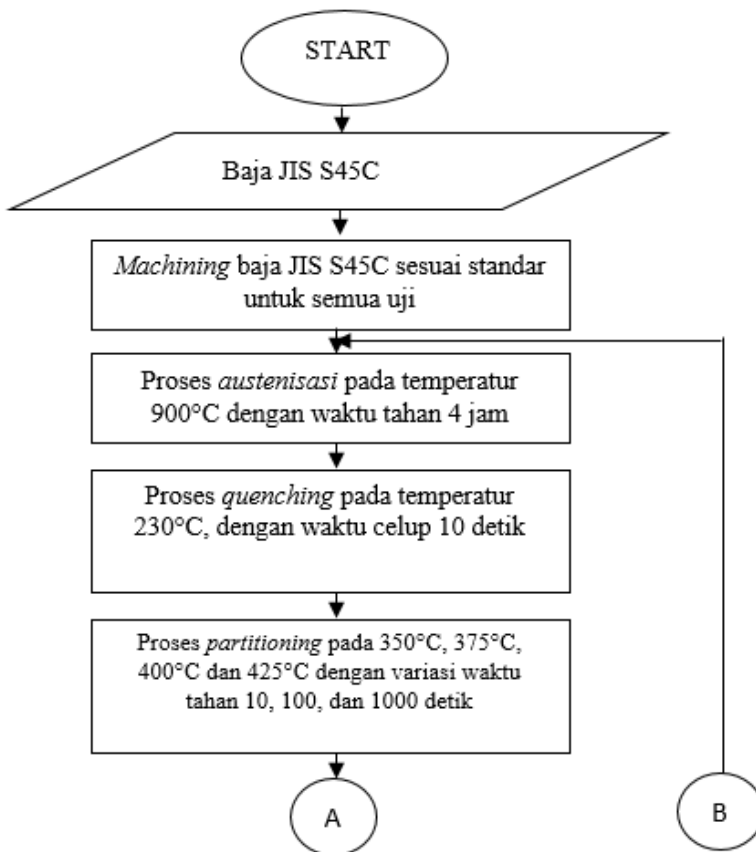 START
Baja JIS S45C
Machining baja JIS S45C sesuai standar
untuk semua uji
Proses austenisasi pada temperatur
900°C dengan waktu tahan 4 jam
Proses quenching pada temperatur
230°C, dengan waktu celup 10 detik
Proses partitioning pada 350°C, 375°C,
400°C dan 425°C dengan variasi waktu
tahan 10, 100, dan 1000 detik
A
B